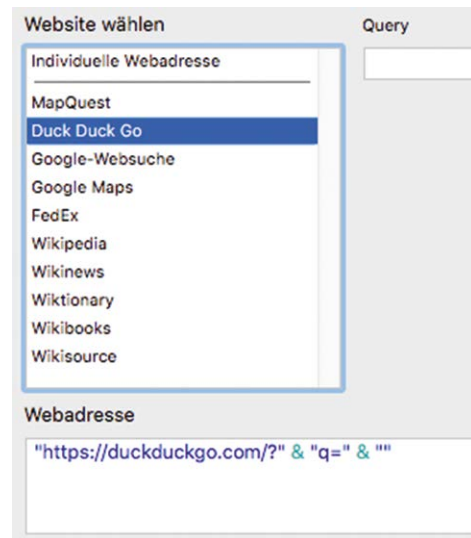 Website wählen
Query
Individuelle Webadresse
MapQuest
Duck Duck Go
Google-Websuche
Google Maps
FedEx
Wikipedia
Wikinews
Wiktionary
Wikibooks
Wikisource
Webadresse
"https://duckduckgo.com/?" & "q=" & ""